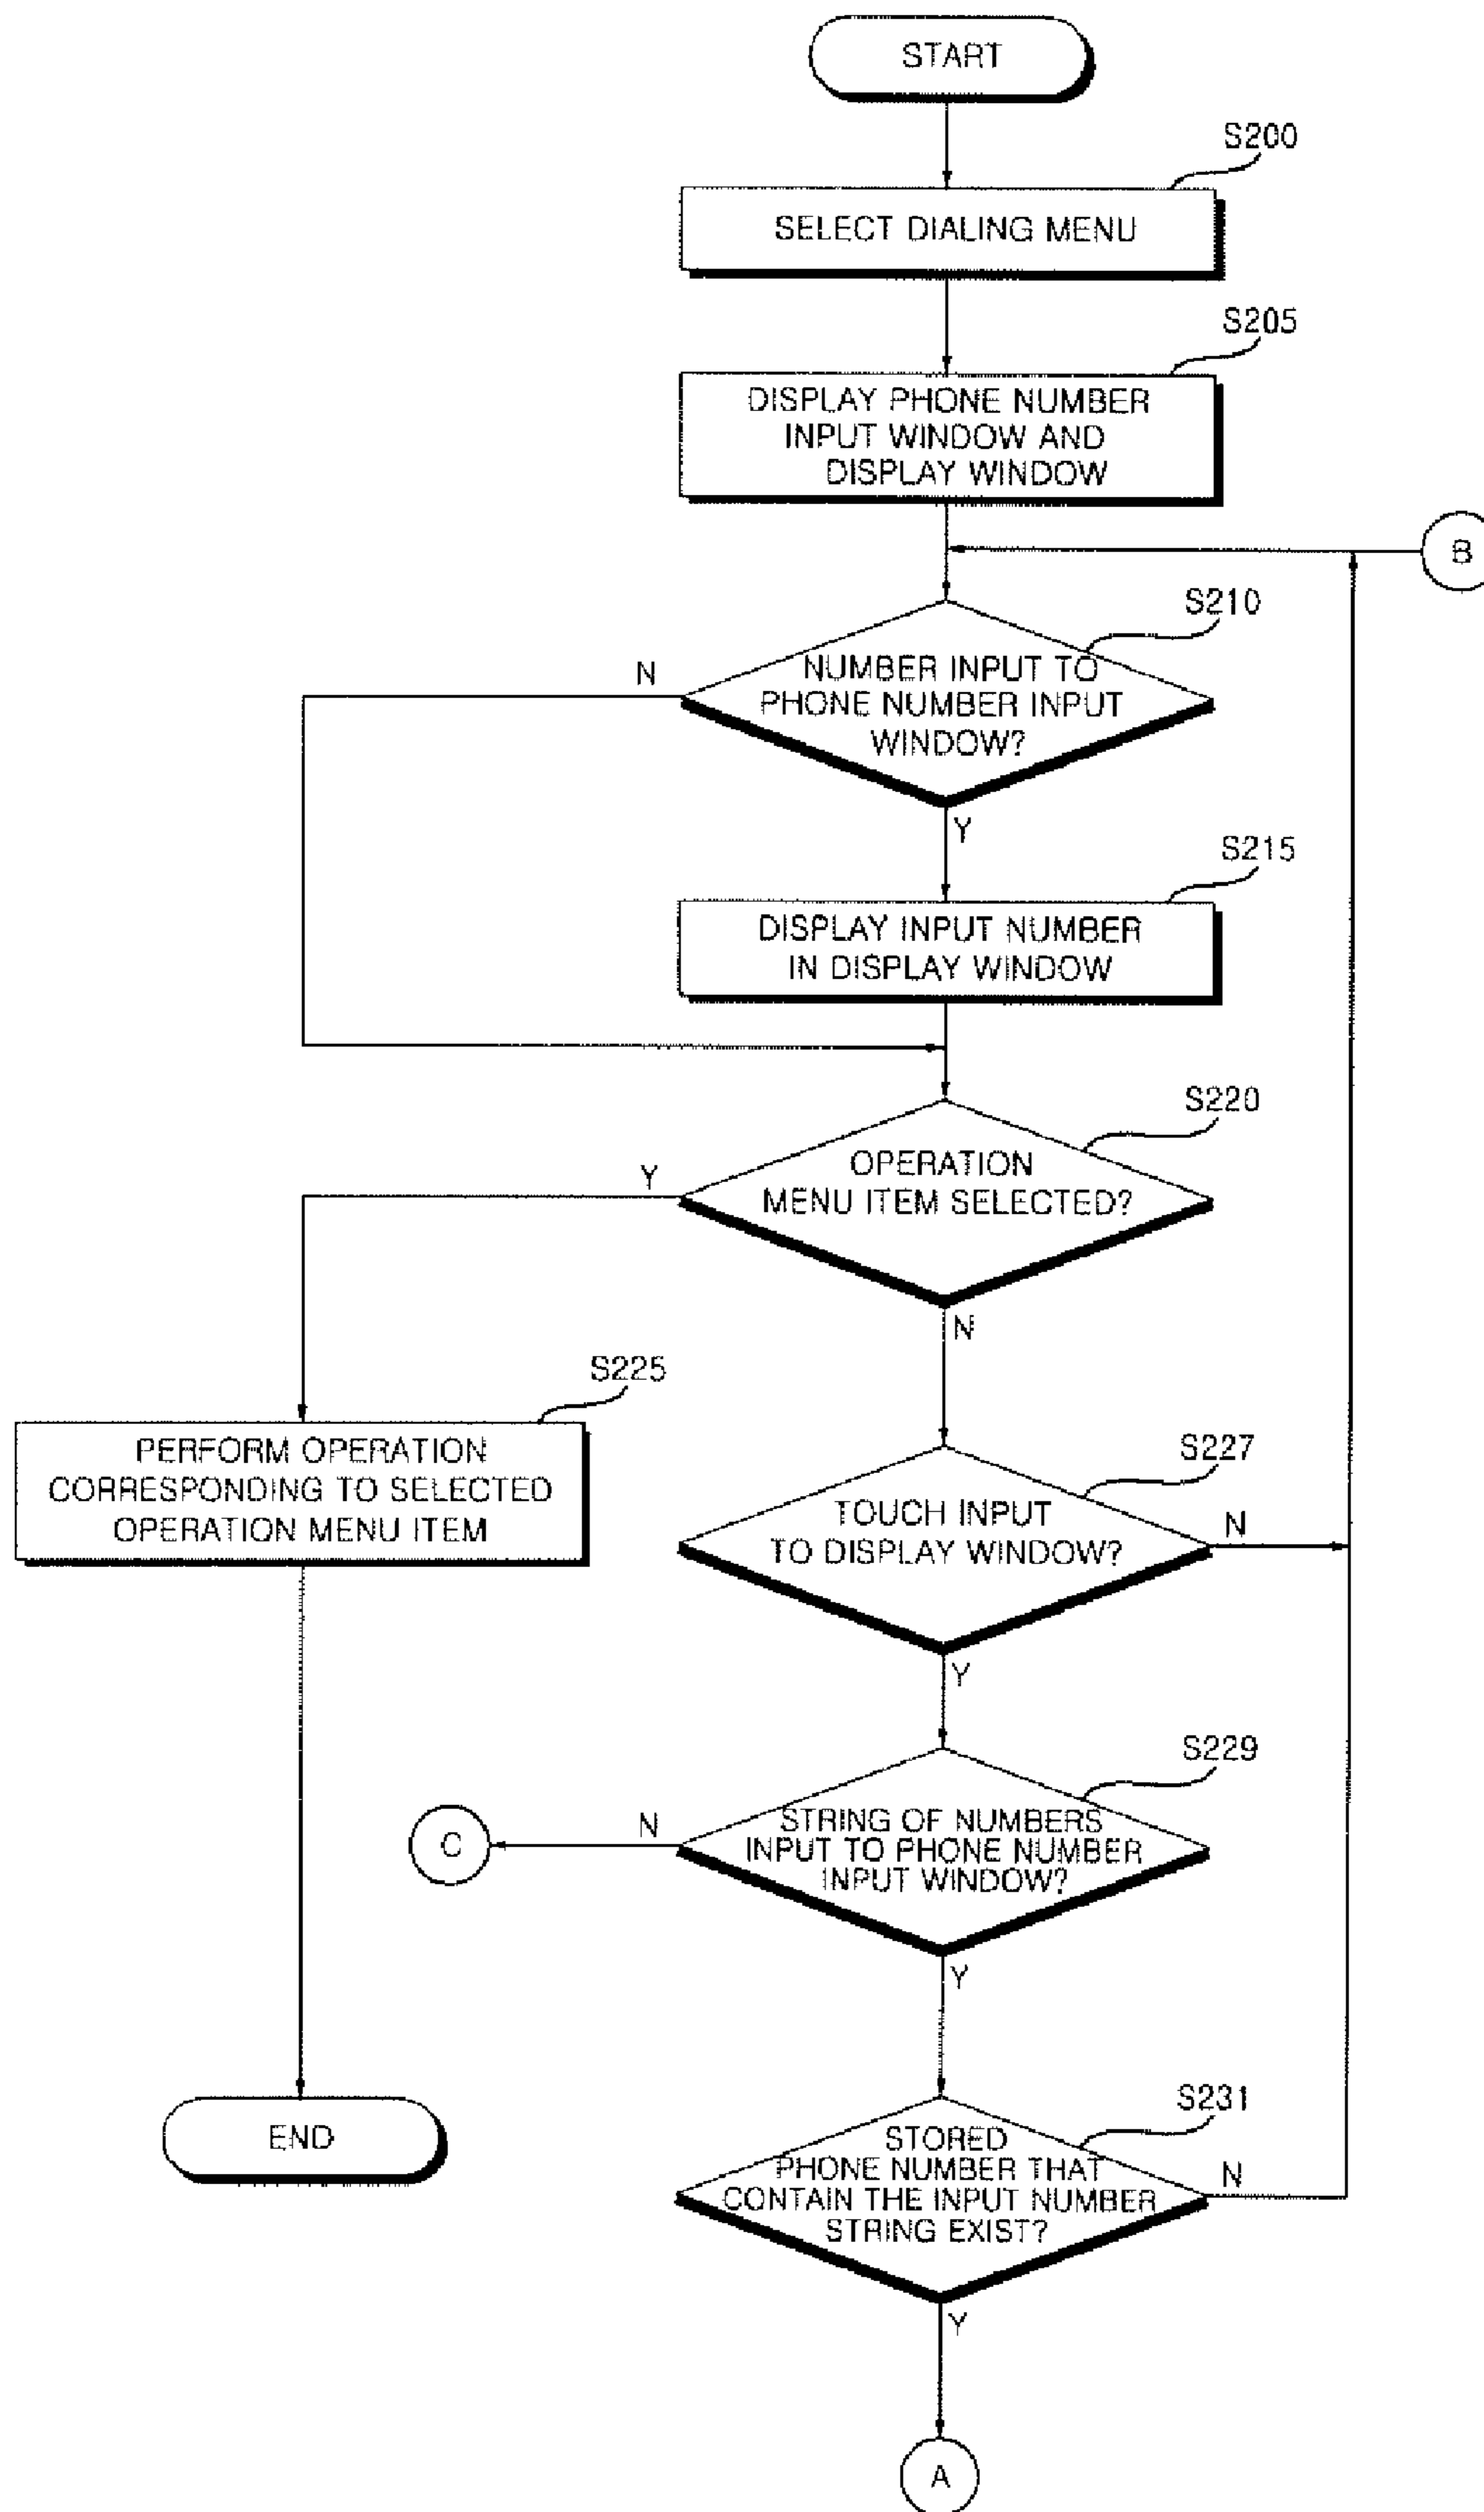 START
S200
SELECT DIALING MENU
S205
DISPLAY PHONE NUMBER
INPUT WINDOW AND
DISPLAY WINDOW
B
S210
N
NUMBER INPUT TO
PHONE NUMBER INPUT
WINDOW?
Y
S215
DISPLAY INPUT NUMBER
IN DISPLAY WINDOW
S220
Y
OPERATION
MENU ITEM SELECTED?
N
S225
PERFORM OPERATION
CORRESPONDING TO SELECTED
OPERATION MENU ITEM
S227
TOUCH INPUT
TO DISPLAY WINDOW?
N
Y
S229
C
N
STRING OF NUMBERS
INPUT TO PHONE NUMBER
INPUT WINDOW?
Y
END
S231
STORED
PHONE NUMBER THAT
CONTAIN THE INPUT NUMBER
STRING EXIST?
N
Y
A